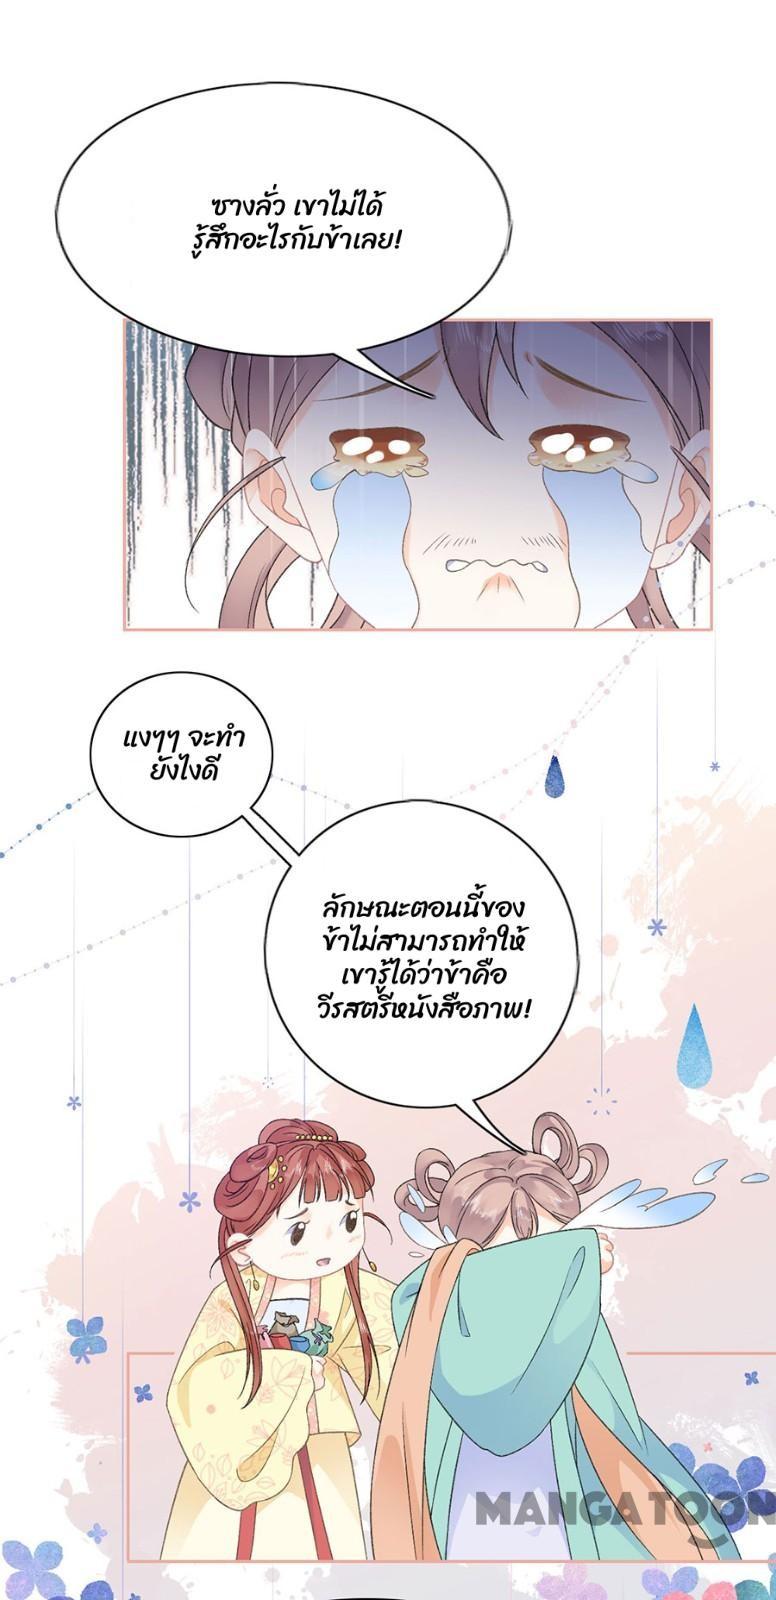 ซางลั่ว เขาไม่ได้
รู้สึกอะไรกับข้าเลย!
แงๆๆ จะทำ
ยังไงดี
ลักษณะตอนนี้ของ
ข้าไม่สามารถทำให้
เขารู้ได้ว่าข้าคือ
วีรสตรีหนังสือภาพ!
MANGATOON